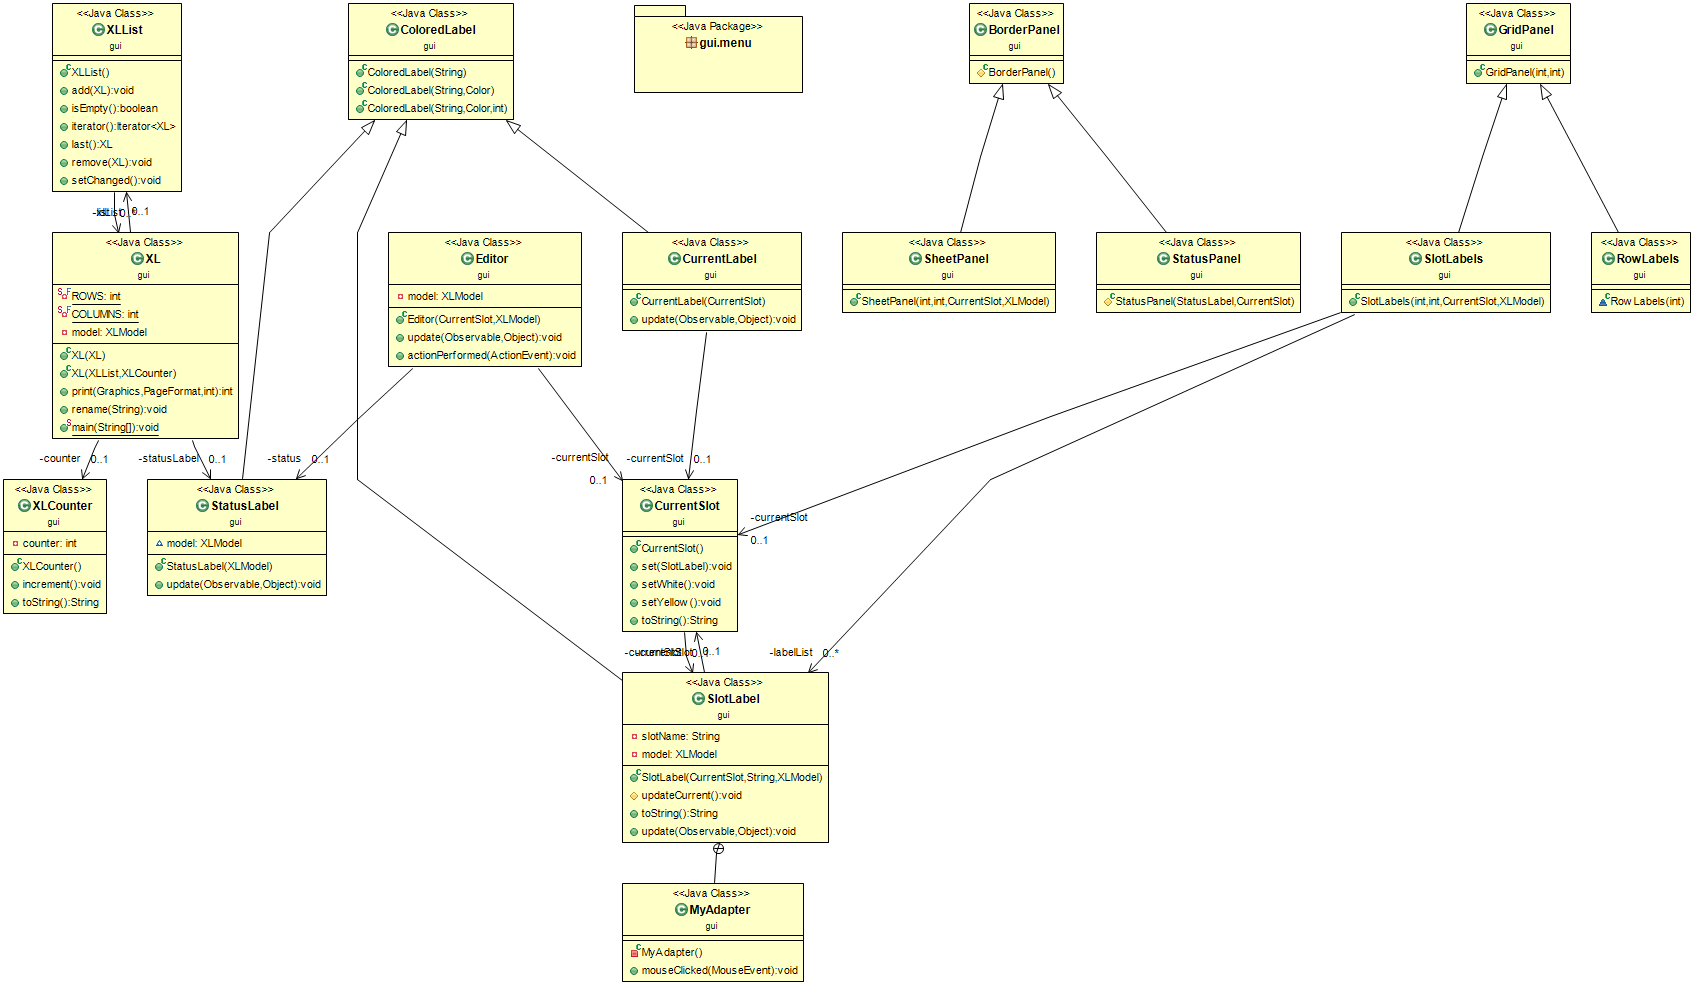 <<Java Class>>
XLList
gui
XLList()
add(XL):void
isEmpty():boolean
iterator():Iterator<XL>
last():XL
remove(XL):void
setChanged():void
<<Java Class>>
ColoredLabel
gui
ColoredLabel(String)
ColoredLabel(String,Color)
ColoredLabel(String,Color,int)
<<Java Package>>
gui.menu
<<Java Class>>
BorderPanel
gui
BorderPanel()
<<Java Class>>
GridPanel
gui
GridPanel(int,int)
0..1
<<Java Class>>
XL
gui
ROWS: int
COLUMNS: int
model: XLModel
XL(XL)
XL(XLList,XLCounter)
print(Graphics,PageFormat,int):int
rename(String):void
main(String[]):void
<<Java Class>>
Editor
gui
model: XLModel
Editor(CurrentSlot,XLModel)
update(Observable,Object):void
actionPerformed(ActionEvent):void
<<Java Class>>
CurrentLabel
gui
CurrentLabel(CurrentSlot)
update(Observable,Object):void
<<Java Class>>
SheetPanel
gui
SheetPanel(int,int,CurrentSlot,XLModel)
<<Java Class>>
StatusPanel
gui
StatusPanel(StatusLabel,CurrentSlot)
<<Java Class>>
SlotLabels
gui
SlotLabels(int,int,CurrentSlot,XLModel)
<<Java Class>>
RowLabels
gui
RowLabels(int)
-counter 0..1
-statusLabel 0..1
-status 0..1
-currentSlot
0..1
-currentSlot 0..1
<<Java Class>>
XLCounter
gui
counter: int
XLCounter()
increment():void
toString():String
<<Java Class>>
StatusLabel
gui
model: XLModel
StatusLabel(XLModel)
update(Observable,Object):void
<<Java Class>>
CurrentSlot
gui
CurrentSlot()
set(SlotLabel):void
setWhite():void
setYellow():void
toString():String
-currentSlot
0..1
0..1
-labelList 0..*
<<Java Class>>
SlotLabel
gui
slotName: String
model: XLModel
SlotLabel(CurrentSlot,String,XLModel)
updateCurrent():void
toString():String
update(Observable,Object):void
<<Java Class>>
MyAdapter
gui
MyAdapter()
mouseClicked(MouseEvent):void